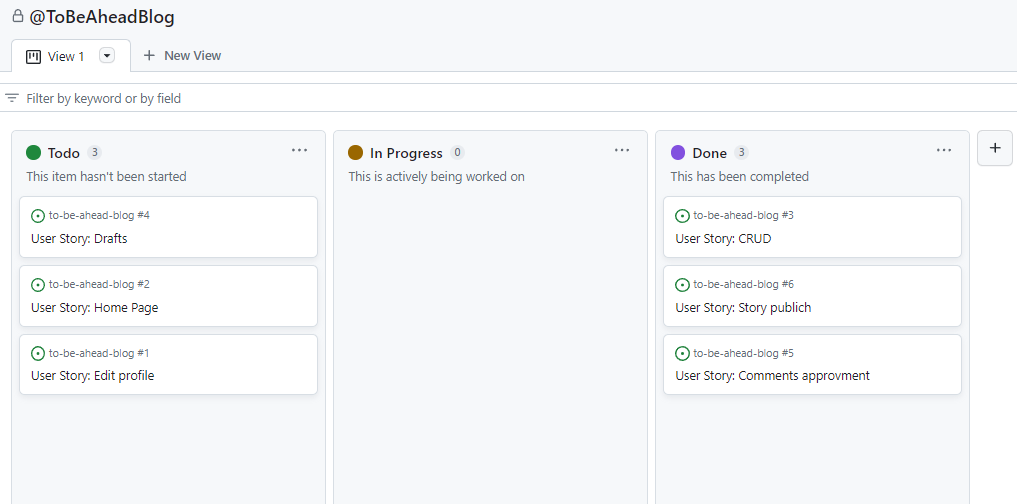 @ToBeAheadBlog
View 1
New View
Filter by keyword or by field
Todo 3
This item hasn't been started
to-be-ahead-blog #4
User Story: Drafts
to-be-ahead-blog #2
User Story: Home Page
to-be-ahead-blog #1
User Story: Edit profile
In Progress 0
This is actively being worked on
Done 3
This has been completed
to-be-ahead-blog #3
User Story: CRUD
to-be-ahead-blog #6
User Story: Story publich
to-be-ahead-blog #5
User Story: Comments approvment